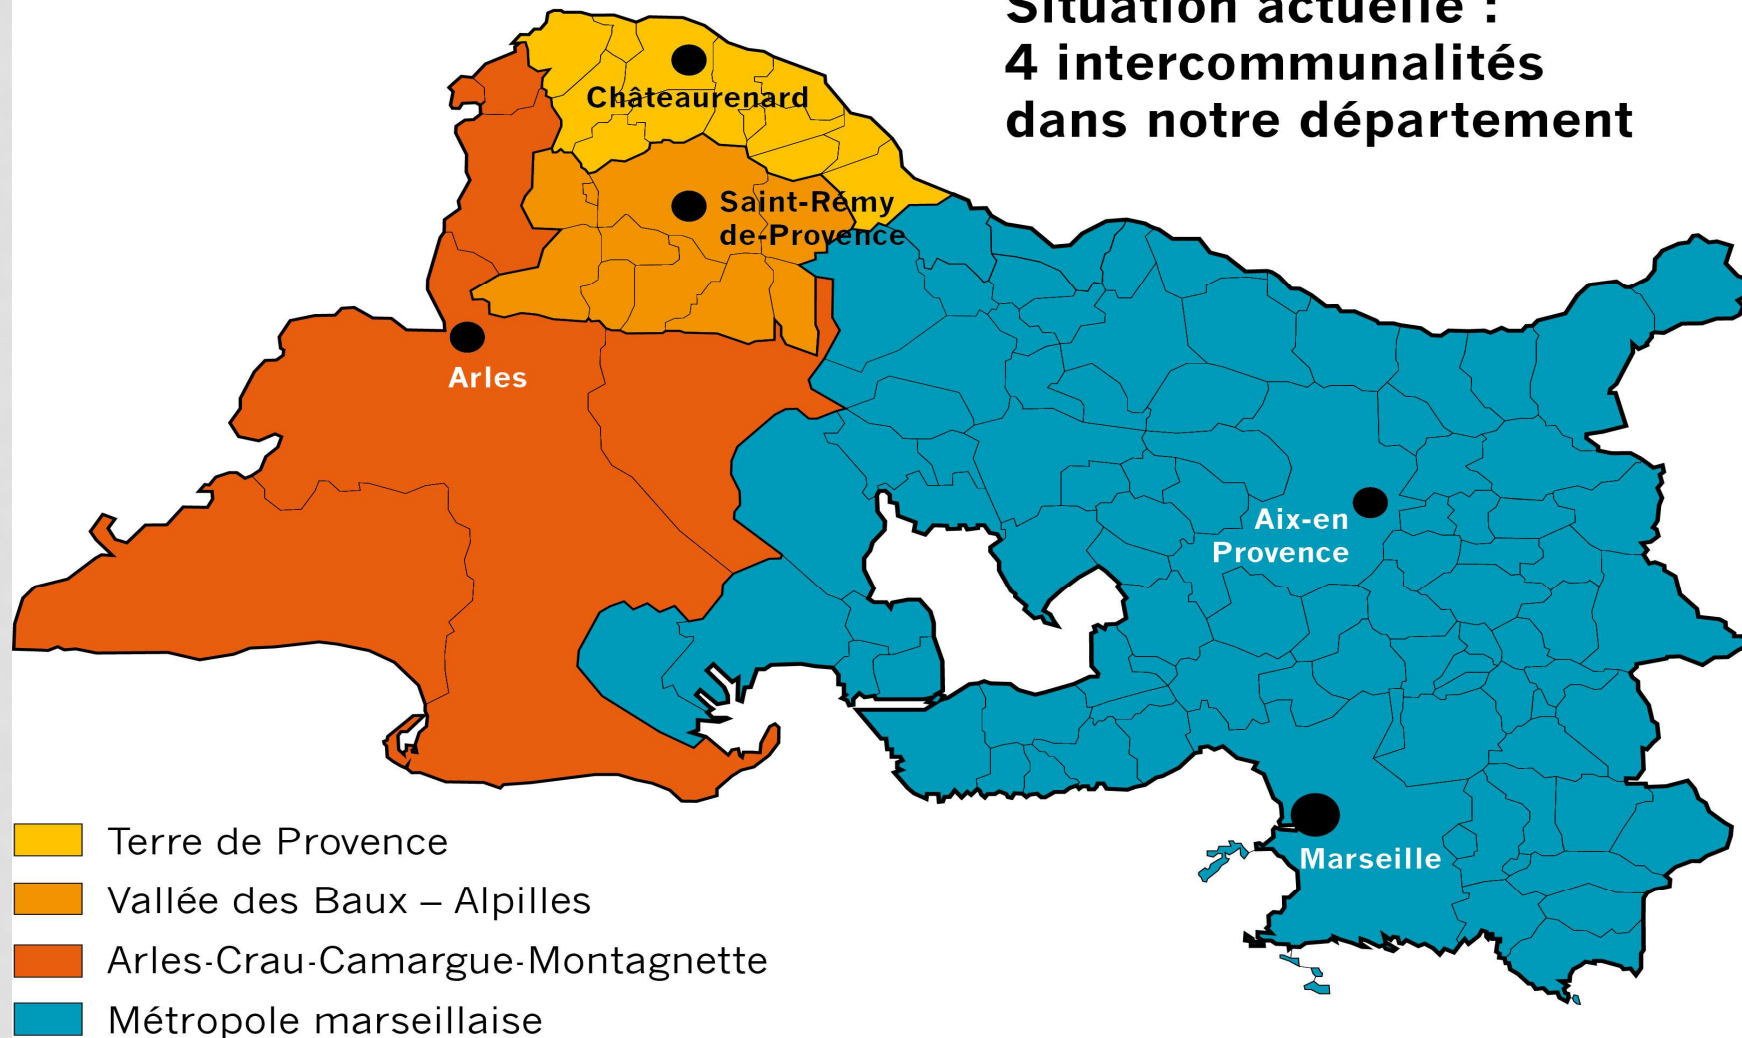 Situation actuelle :
4 intercommunalités
dans notre département
Châteaurenard
Saint-Rémy
de-Provence
Arles
Aix-en
Provence
Marseille
Terre de Provence
Vallée des Baux – Alpilles
Arles-Crau-Camargue-Montagnette
Métropole marseillaise